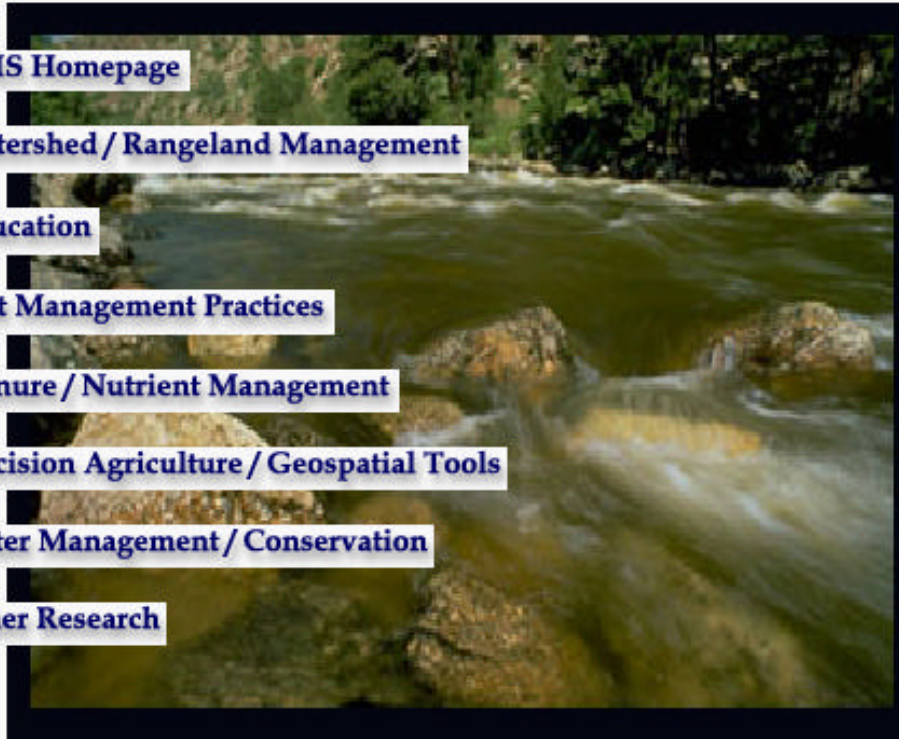 IS Homepage
tershed / Rangeland Management
ucation
t Management Practices
nure / Nutrient Management
cision Agriculture / Geospatial Tools
ter Management / Conservation
er Research